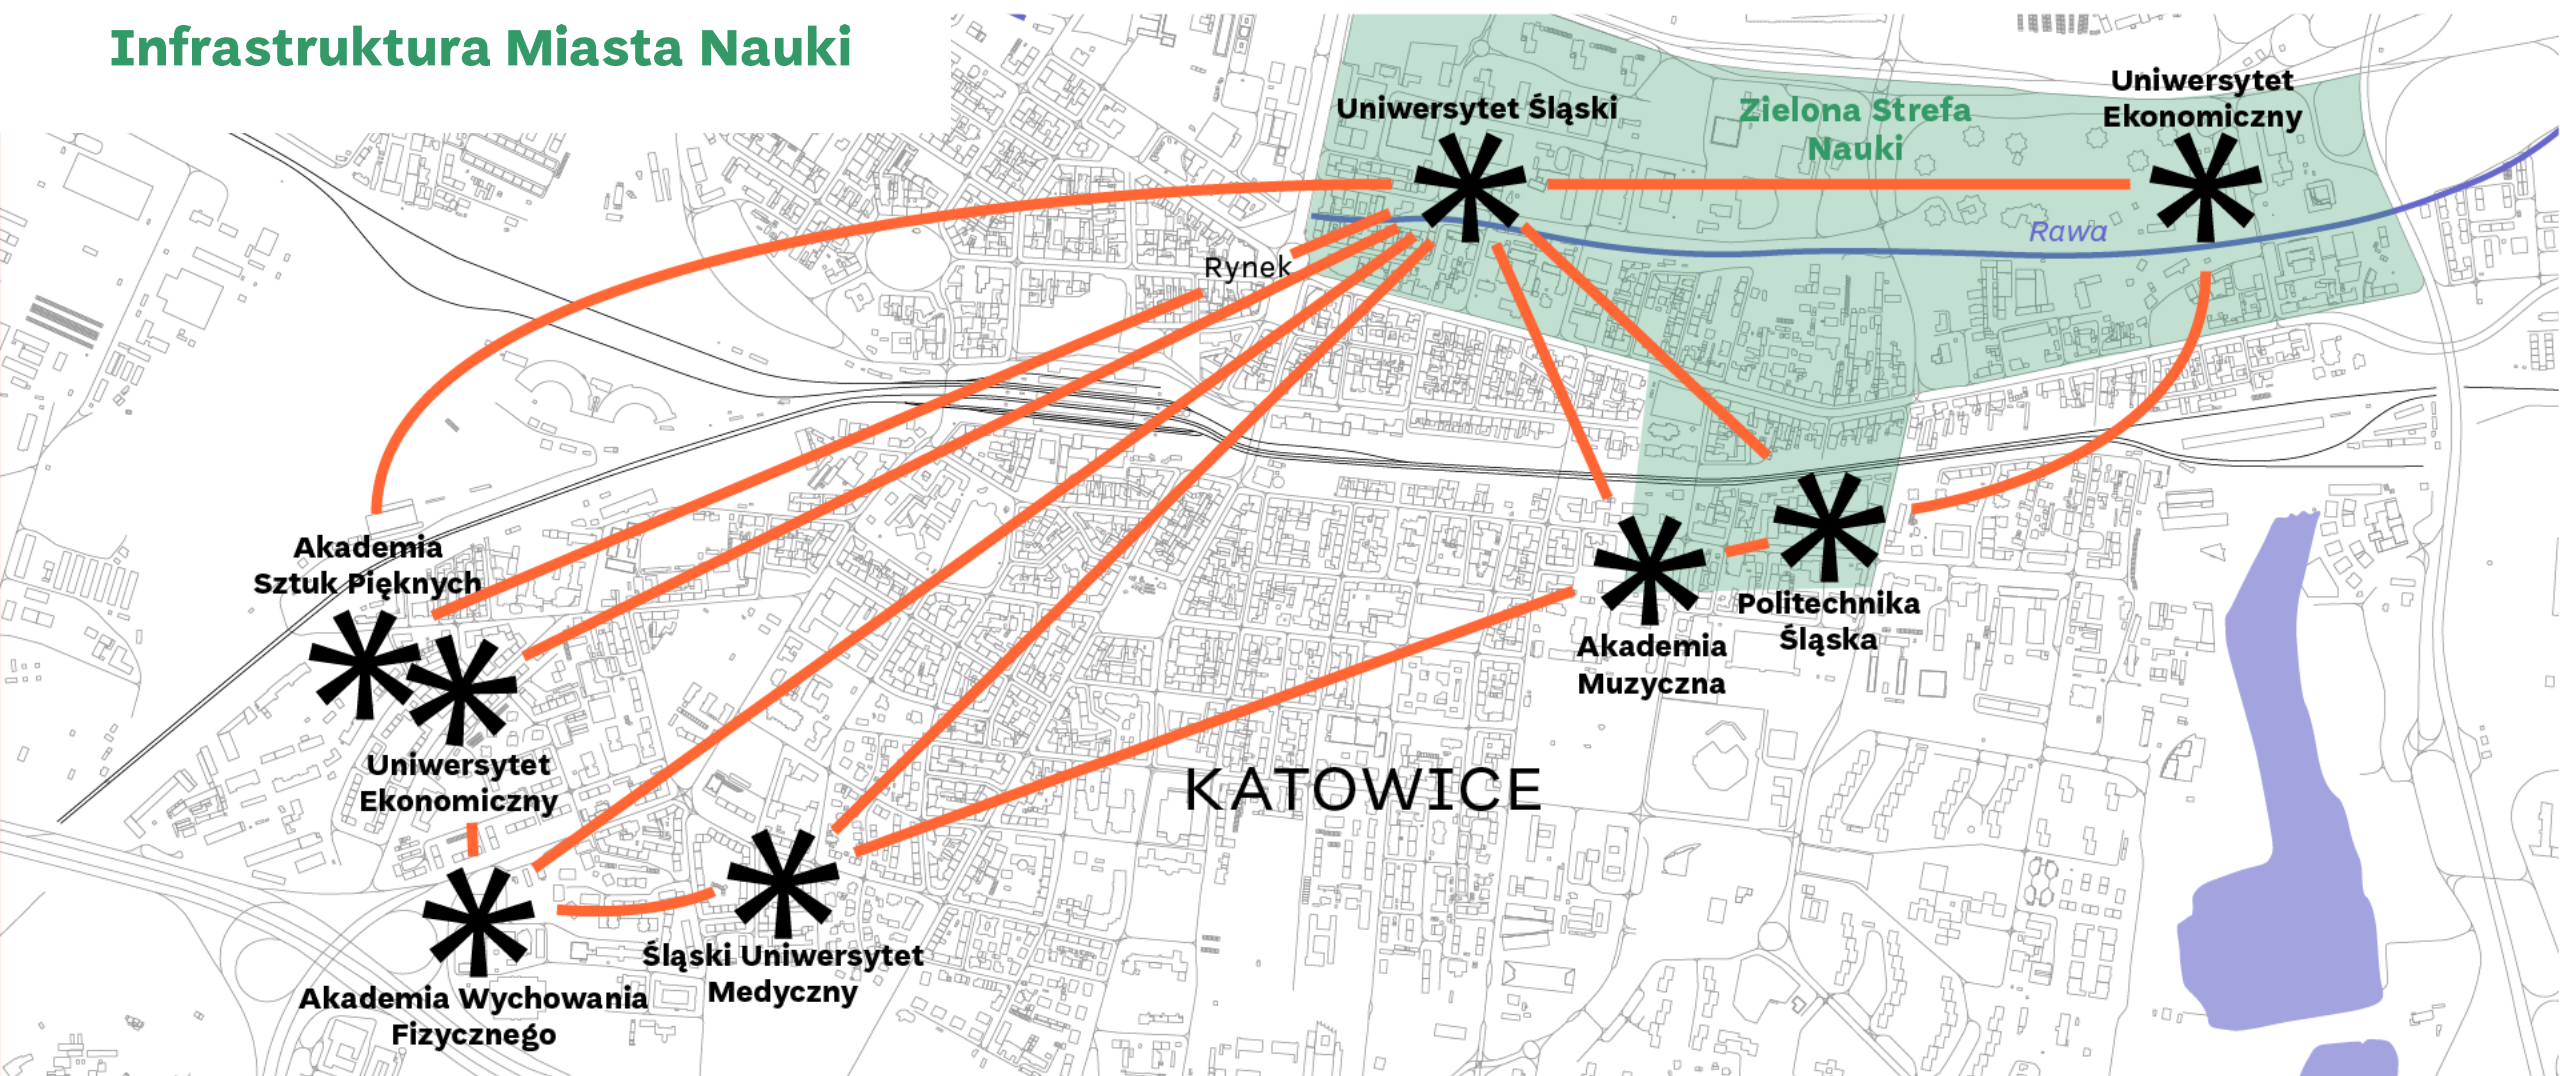 Infrastruktura Miasta Nauki
Uniwersytet Śląski
Zielona Strefa
Nauki
Uniwersytet
Ekonomiczny
Rawa
Rynek
Akademia
Sztuk Pięknych
Uniwersytet
Ekonomiczny
Akademia
Muzyczna
Politechnika
Śląska
KATOWICE
Śląski Uniwersytet
Medyczny
Akademia Wychowania
Fizycznego